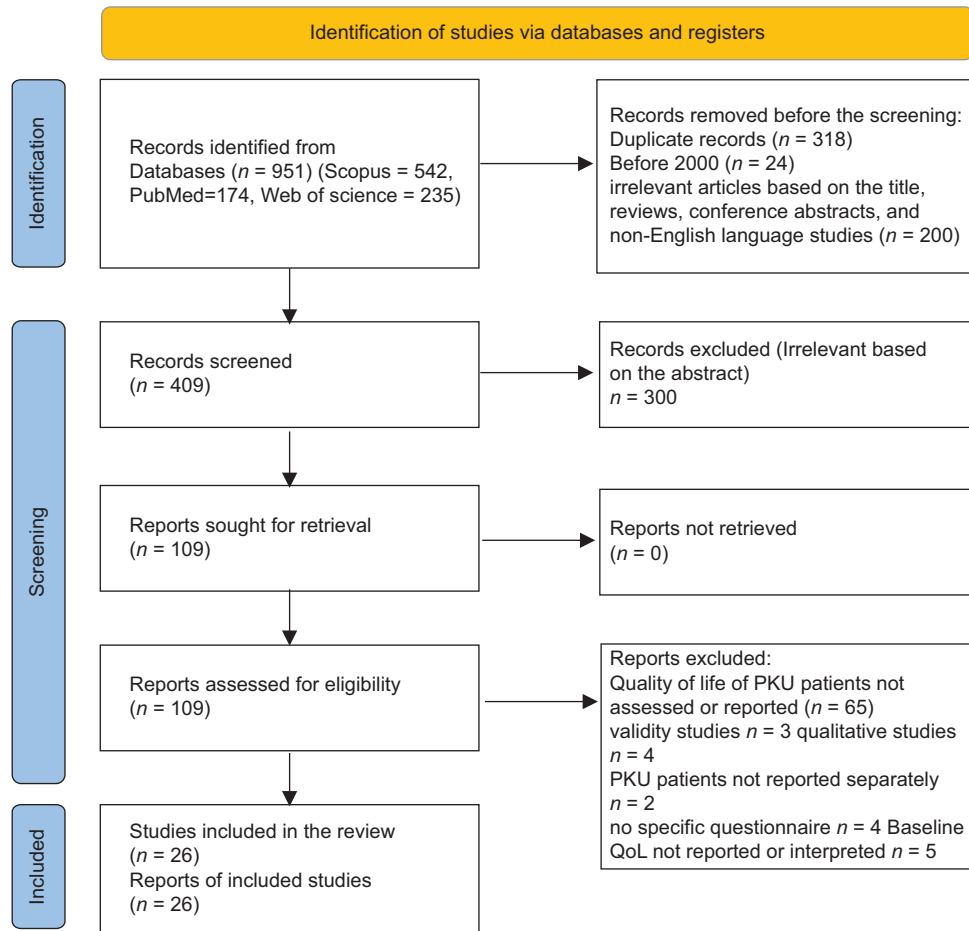 Identification of studies via databases and registers
Identification
Records identified from
Databases (n = 951) (Scopus = 542,
PubMed=174, Web of science = 235)
Records removed before the screening:
Duplicate records (n = 318)
Before 2000 (n = 24)
irrelevant articles based on the title,
reviews, conference abstracts, and
non-English language studies (n = 200)
Screening
Records screened
(n = 409)
Records excluded (Irrelevant based
on the abstract)
n = 300
Reports sought for retrieval
(n = 109)
Reports not retrieved
(n = 0)
Reports assessed for eligibility
(n = 109)
Reports excluded:
Quality of life of PKU patients not
assessed or reported (n = 65)
validity studies n = 3 qualitative studies
n = 4
PKU patients not reported separately
n = 2
no specific questionnaire n = 4 Baseline
QoL not reported or interpreted n = 5
Included
Studies included in the review
(n = 26)
Reports of included studies
(n = 26)